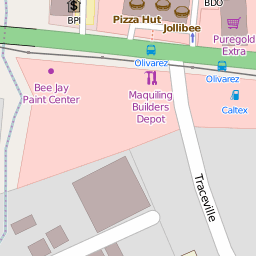 BDO
BPI
Pizza Hut
Jollibee
Puregold
Extra
Olivarez
Olivarez
Bee Jay
Paint Center
Maquiling
Builders
Depot
Caltex
Traceville